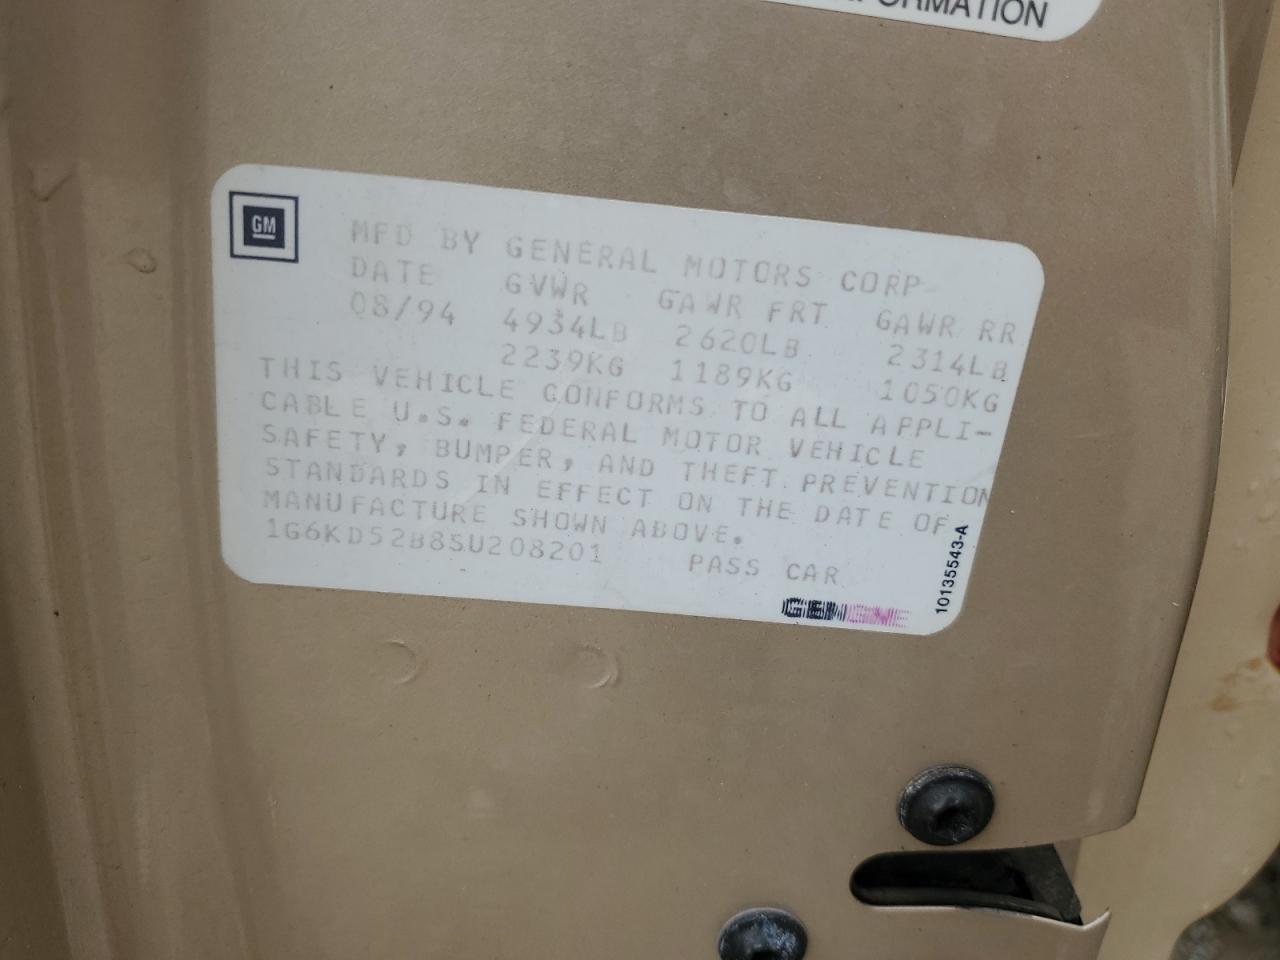 FORMATION
GM
MFD BY GENERAL MOTORS CORP
DATE GVWR GAWR FRT GAWR RR
08/94 4934LB 2620LB 2314LB
2239KG 1189KG 1050KG
THIS VEHICLE CONFORMS TO ALL APPLI-
CABLE U.S. FEDERAL MOTOR VEHICLE
SAFETY, BUMPER, AND THEFT PREVENTION
STANDARDS IN EFFECT ON THE DATE OF
MANUFACTURE SHOWN ABOVE.
1G6KD52B8SU208201 PASS CAR
GENUINE
10135543-A